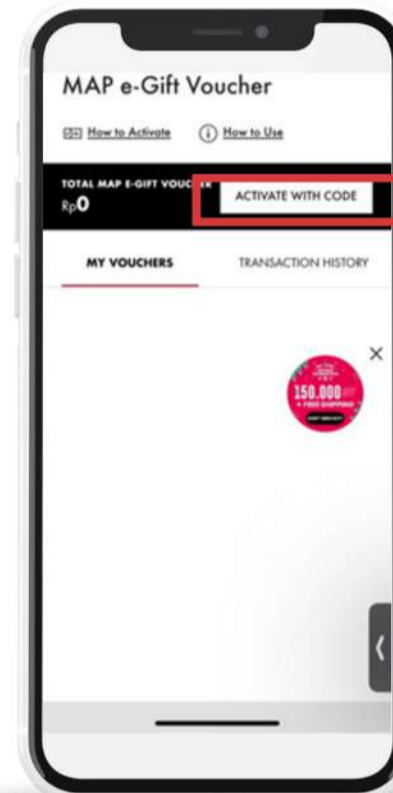 MAP e-Gift Voucher
How to Activate How to Use
TOTAL MAP E-GIFT VOUCHER
Rp0
ACTIVATE WITH CODE
MY VOUCHERS TRANSACTION HISTORY
150.000
+ FREE SHIPPING